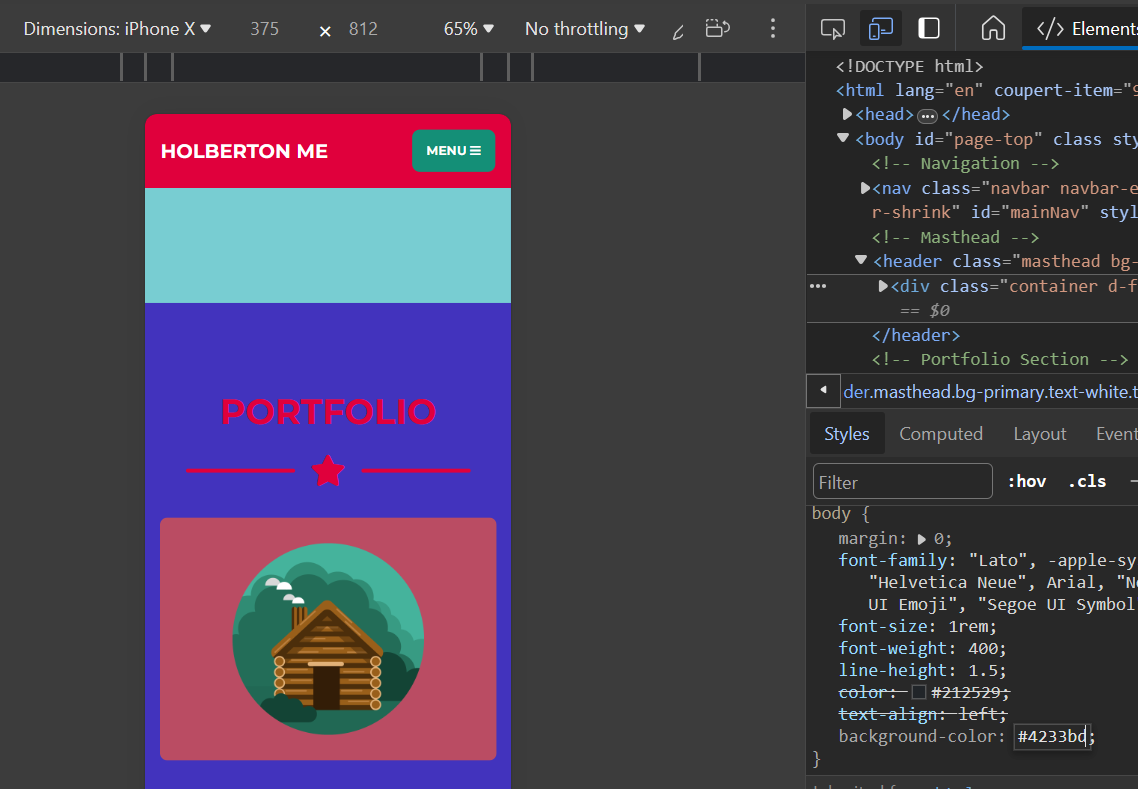 Dimensions: iPhone X ▼ 375 × 812 65% ▼ No throttling ▼
</> Elements
<!DOCTYPE html>
<html lang="en" coupert-item="9
▶<head> ••• </head>
▼<body id="page-top" class sty
<!-- Navigation -->
▶<nav class="navbar navbar-e
r-shrink" id="mainNav" styl
<!-- Masthead -->
▼<header class="masthead bg-
••• ▶<div class="container d-f
== $0
</header>
<!-- Portfolio Section -->
der.masthead.bg-primary.text-white.t
Styles Computed Layout Event
Filter :hov .cls
body {
margin: ▶ 0;
font-family: "Lato", -apple-sy
"Helvetica Neue", Arial, "No
UI Emoji", "Segoe UI Symbol"
font-size: 1rem;
font-weight: 400;
line-height: 1.5;
color: #212529;
text-align: left;
background-color: #4233bd;
}
HOLBERTON ME
MENU ☰
PORTFOLIO